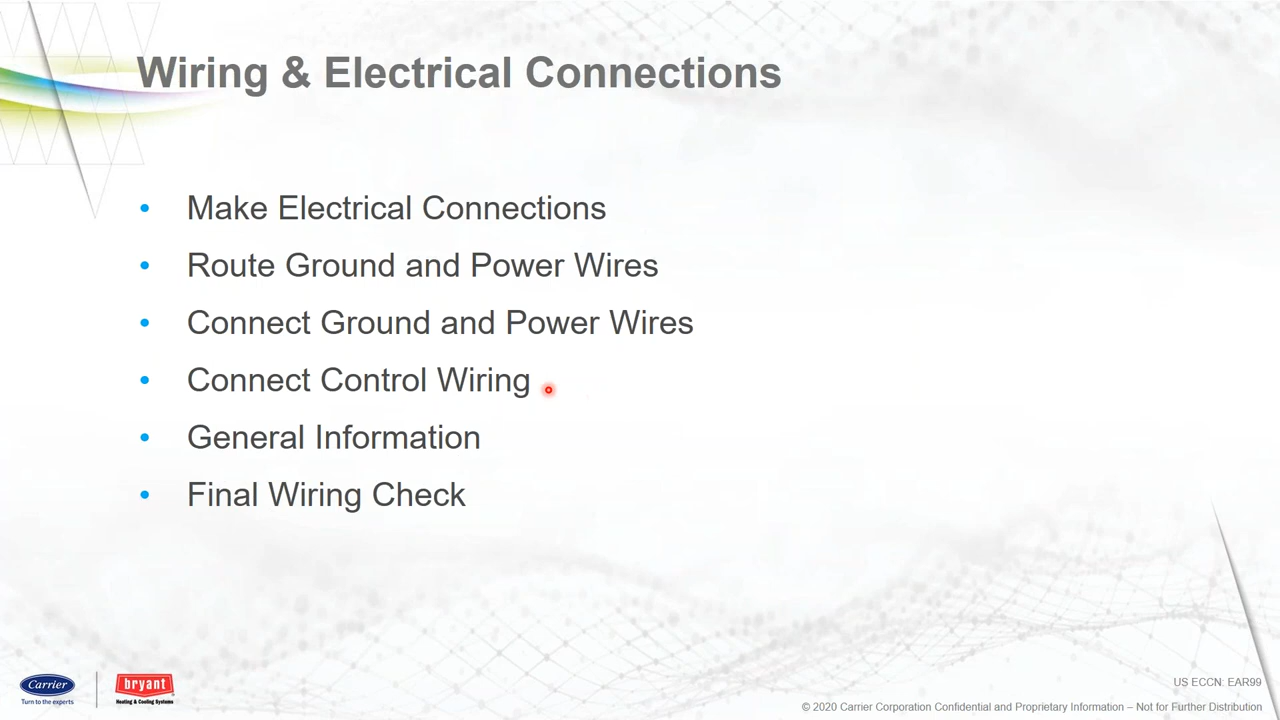 Wiring & Electrical Connections
• Make Electrical Connections
• Route Ground and Power Wires
• Connect Ground and Power Wires
• Connect Control Wiring
• General Information
• Final Wiring Check
Carrier
Turn to the experts
bryant
Heating & Cooling Systems
US ECCN: EAR99
© 2020 Carrier Corporation Confidential and Proprietary Information – Not for Further Distribution